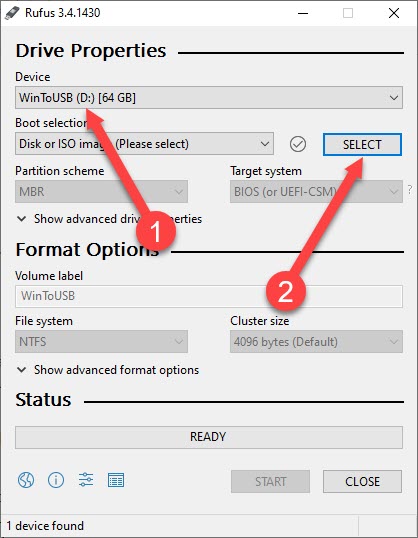 Rufus 3.4.1430
Drive Properties
Device
WinToUSB (D:) [64 GB]
Boot selection
Disk or ISO image (Please select)
SELECT
Partition scheme
Target system
MBR
BIOS (or UEFI-CSM)
?
Show advanced drive properties
1
2
Format Options
Volume label
WinToUSB
File system
Cluster size
NTFS
4096 bytes (Default)
Show advanced format options
Status
READY
START
CLOSE
1 device found